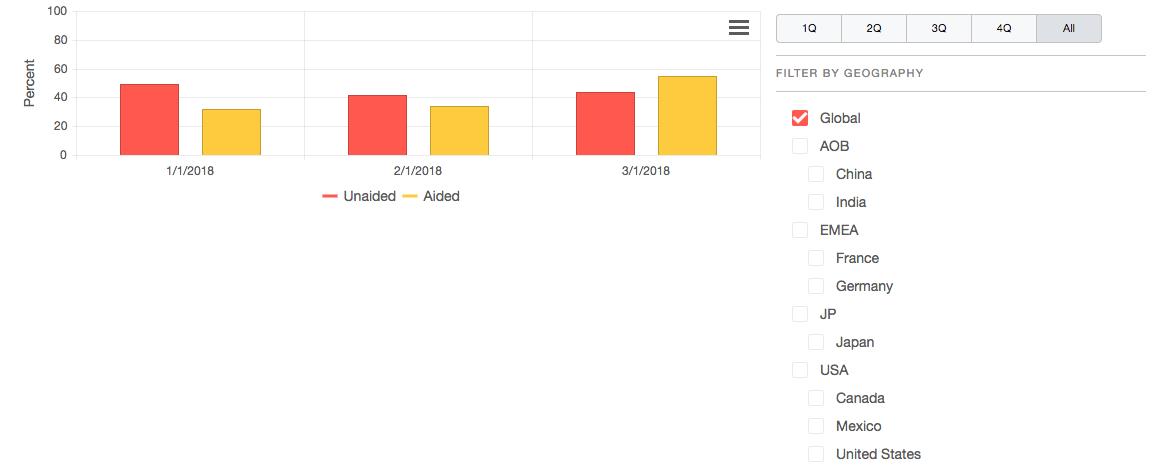 100
80
60
40
20
0
Percent
1/1/2018
2/1/2018
3/1/2018
Unaided
Aided
1Q
2Q
3Q
4Q
All
FILTER BY GEOGRAPHY
Global
AOB
China
India
EMEA
France
Germany
JP
Japan
USA
Canada
Mexico
United States